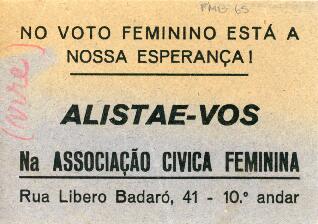 NO VOTO FEMININO ESTÁ A
NOSSA ESPERANÇA!
ALISTAE-VOS
Na ASSOCIAÇÃO CIVICA FEMININA
Rua Libero Badaró, 41 - 10.º andar